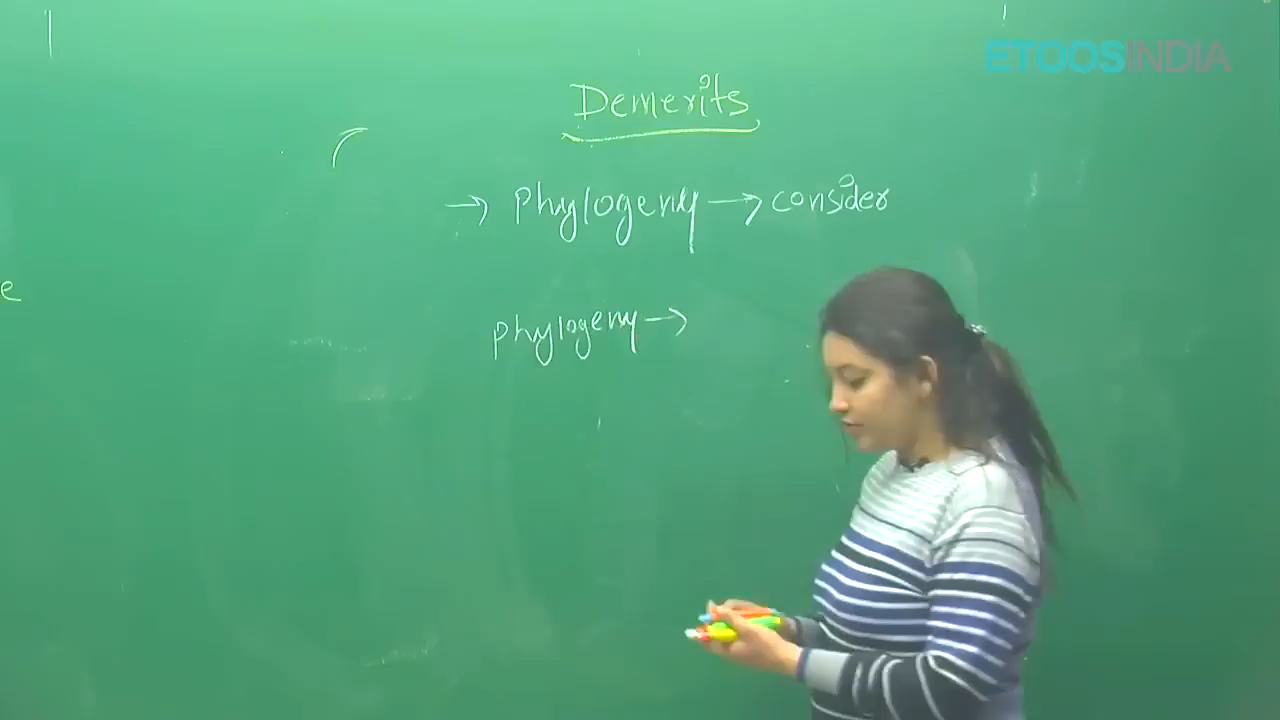 ETOOSINDIA
Demerits
→ Phylogeny → consider
Phylogeny →
e